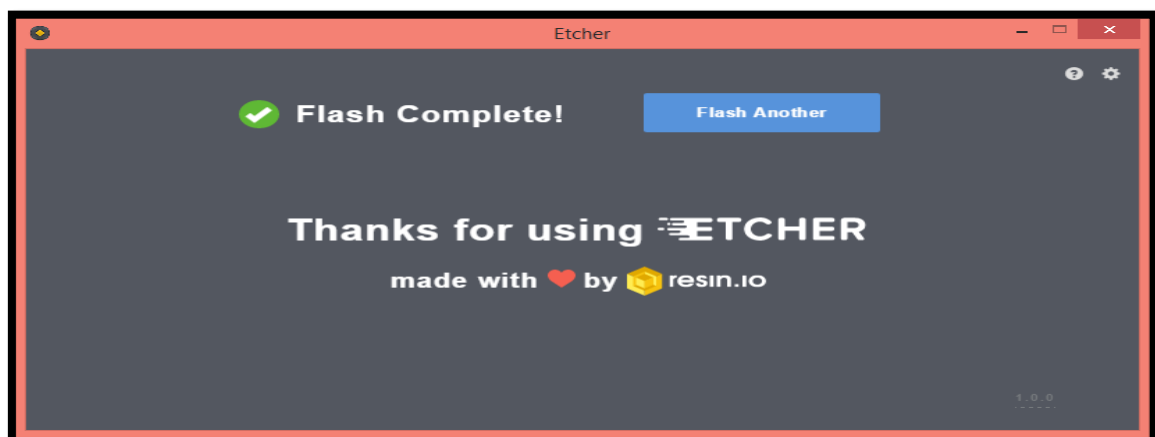 Etcher
Flash Complete!
Flash Another
Thanks for using ETCHER
made with by resin.io
1.0.0